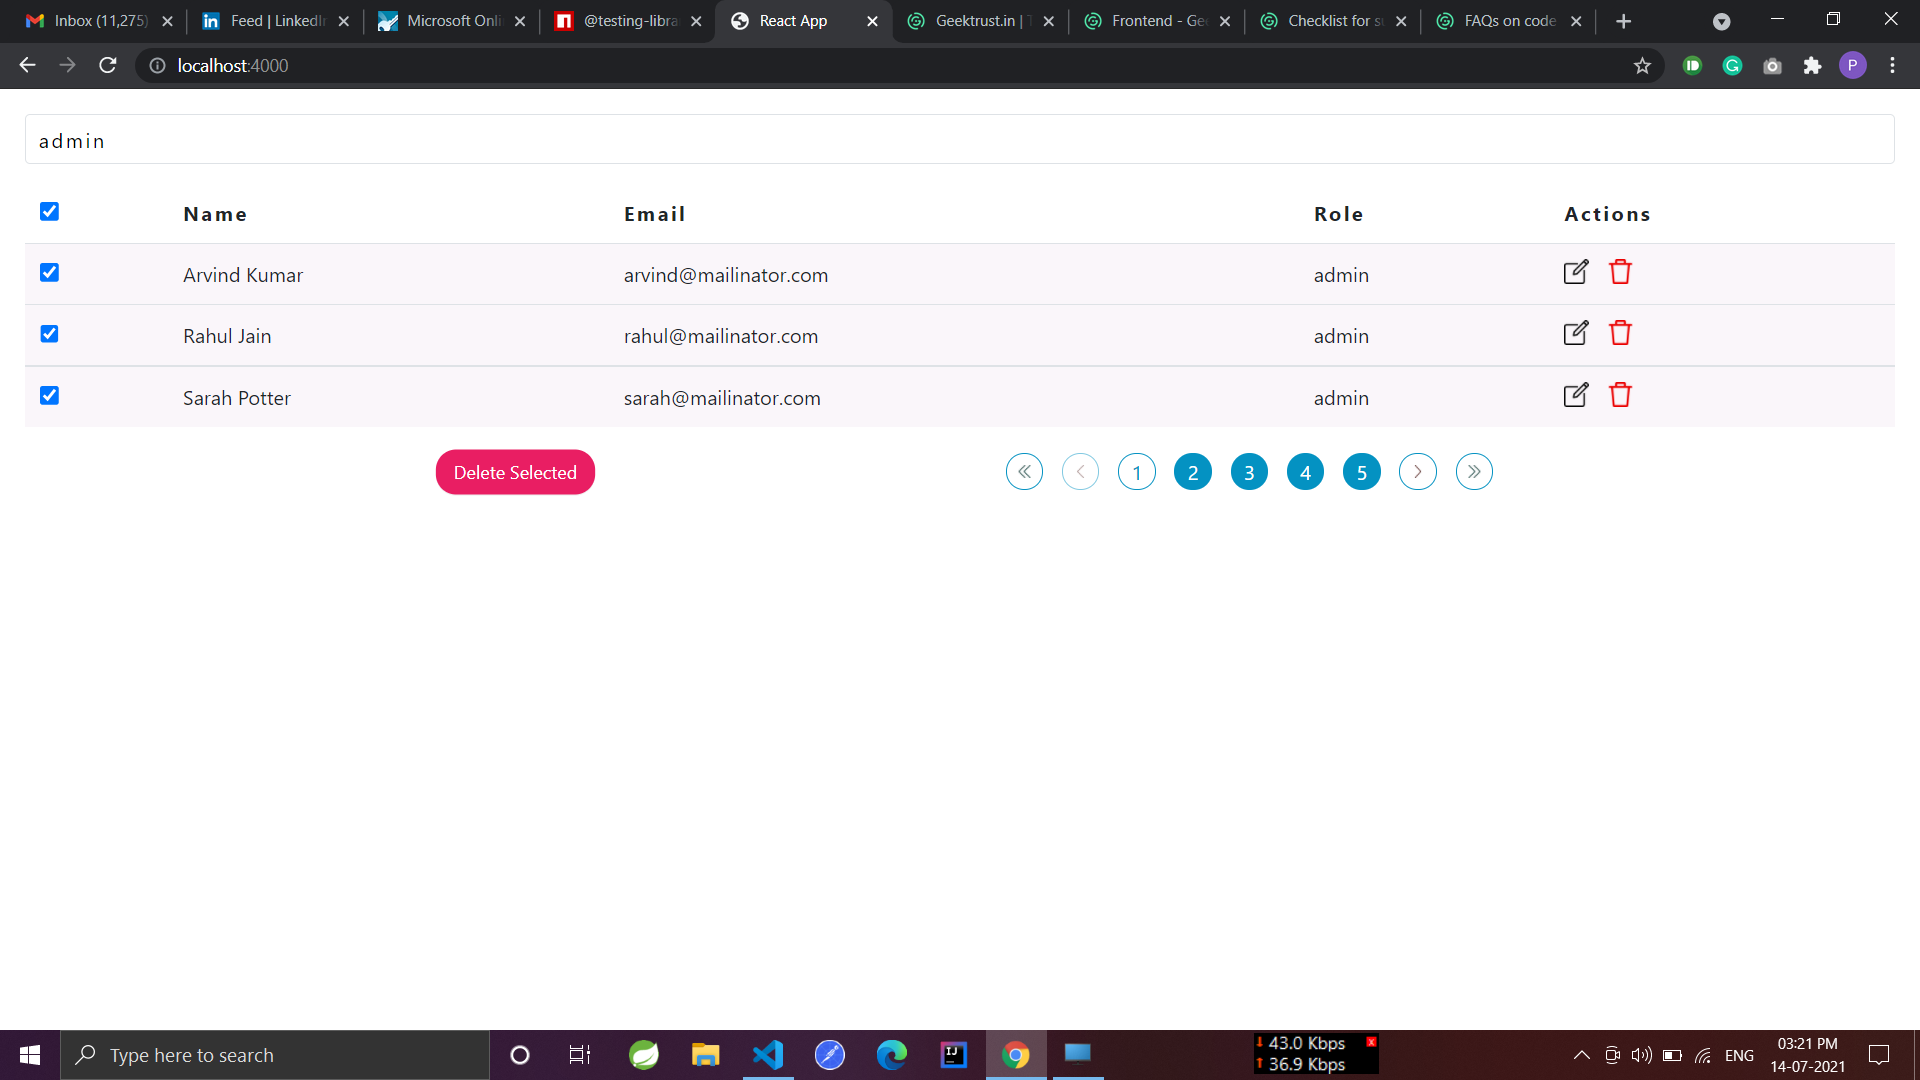 Inbox (11,275)
Feed | LinkedIn
Microsoft Onli
@testing-libra
React App
Geektrust.in | T
Frontend - Gee
Checklist for su
FAQs on code
localhost:4000
P
admin
Name Email Role Actions
Arvind Kumar arvind@mailinator.com admin
Rahul Jain rahul@mailinator.com admin
Sarah Potter sarah@mailinator.com admin
Delete Selected
1 2 3 4 5
Type here to search
43.0 Kbps
36.9 Kbps
ENG
03:21 PM
14-07-2021